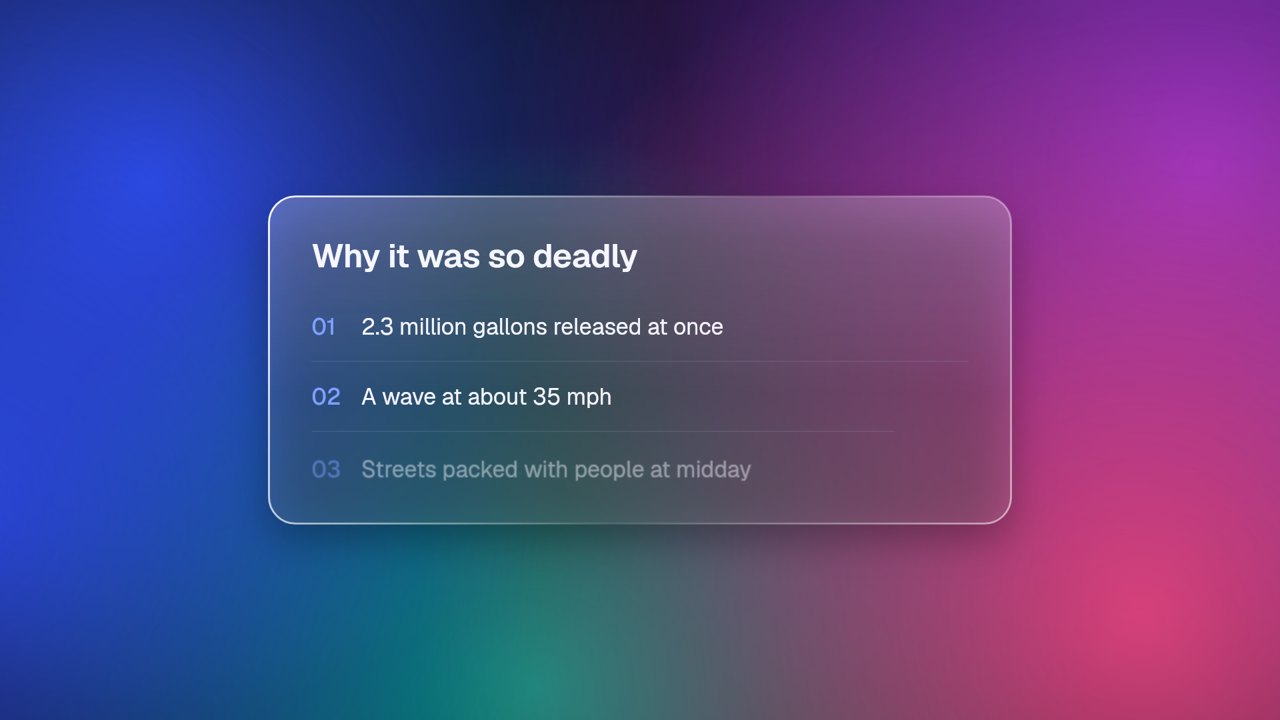 Why it was so deadly
01 2.3 million gallons released at once
02 A wave at about 35 mph
03 Streets packed with people at midday